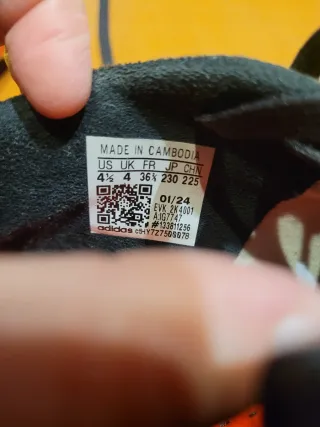 MADE IN CAMBODIA
US UK FR JP CHN
4½ 4 36⅔ 230 225
01/24
EVK 2K4001
AJG7747
#133811256
adidas